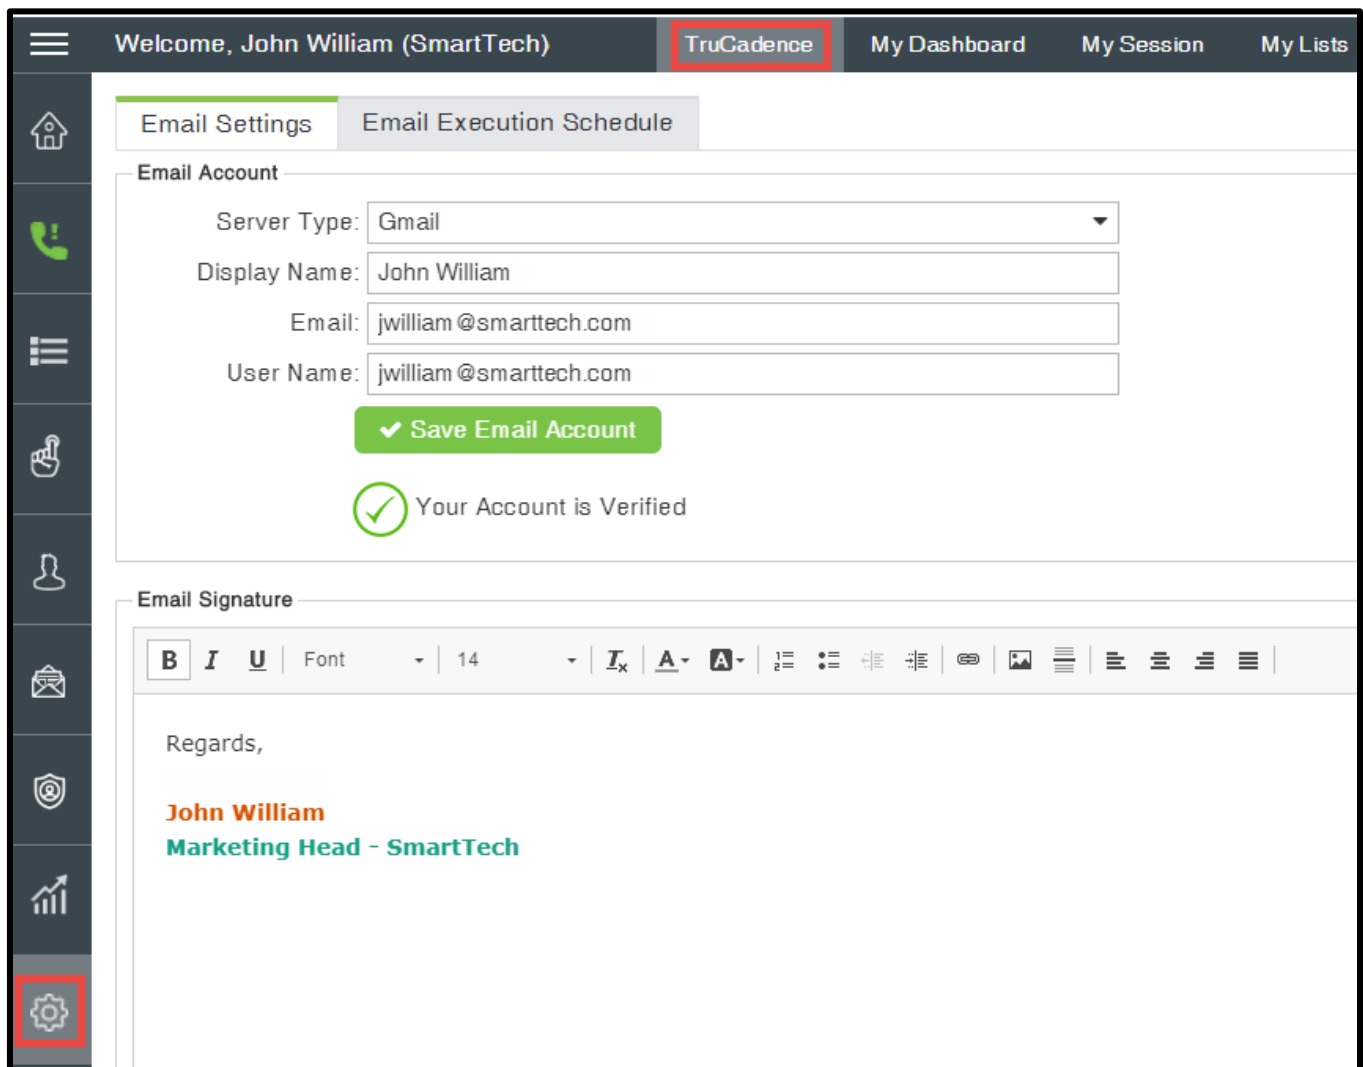 Welcome, John William (SmartTech) TruCadence My Dashboard My Session My Lists
Email Settings Email Execution Schedule
Email Account
Server Type: Gmail
Display Name: John William
Email: jwilliam@smarttech.com
User Name: jwilliam@smarttech.com
Save Email Account
Your Account is Verified
Email Signature
B I U Font 14
Regards,
John William
Marketing Head - SmartTech